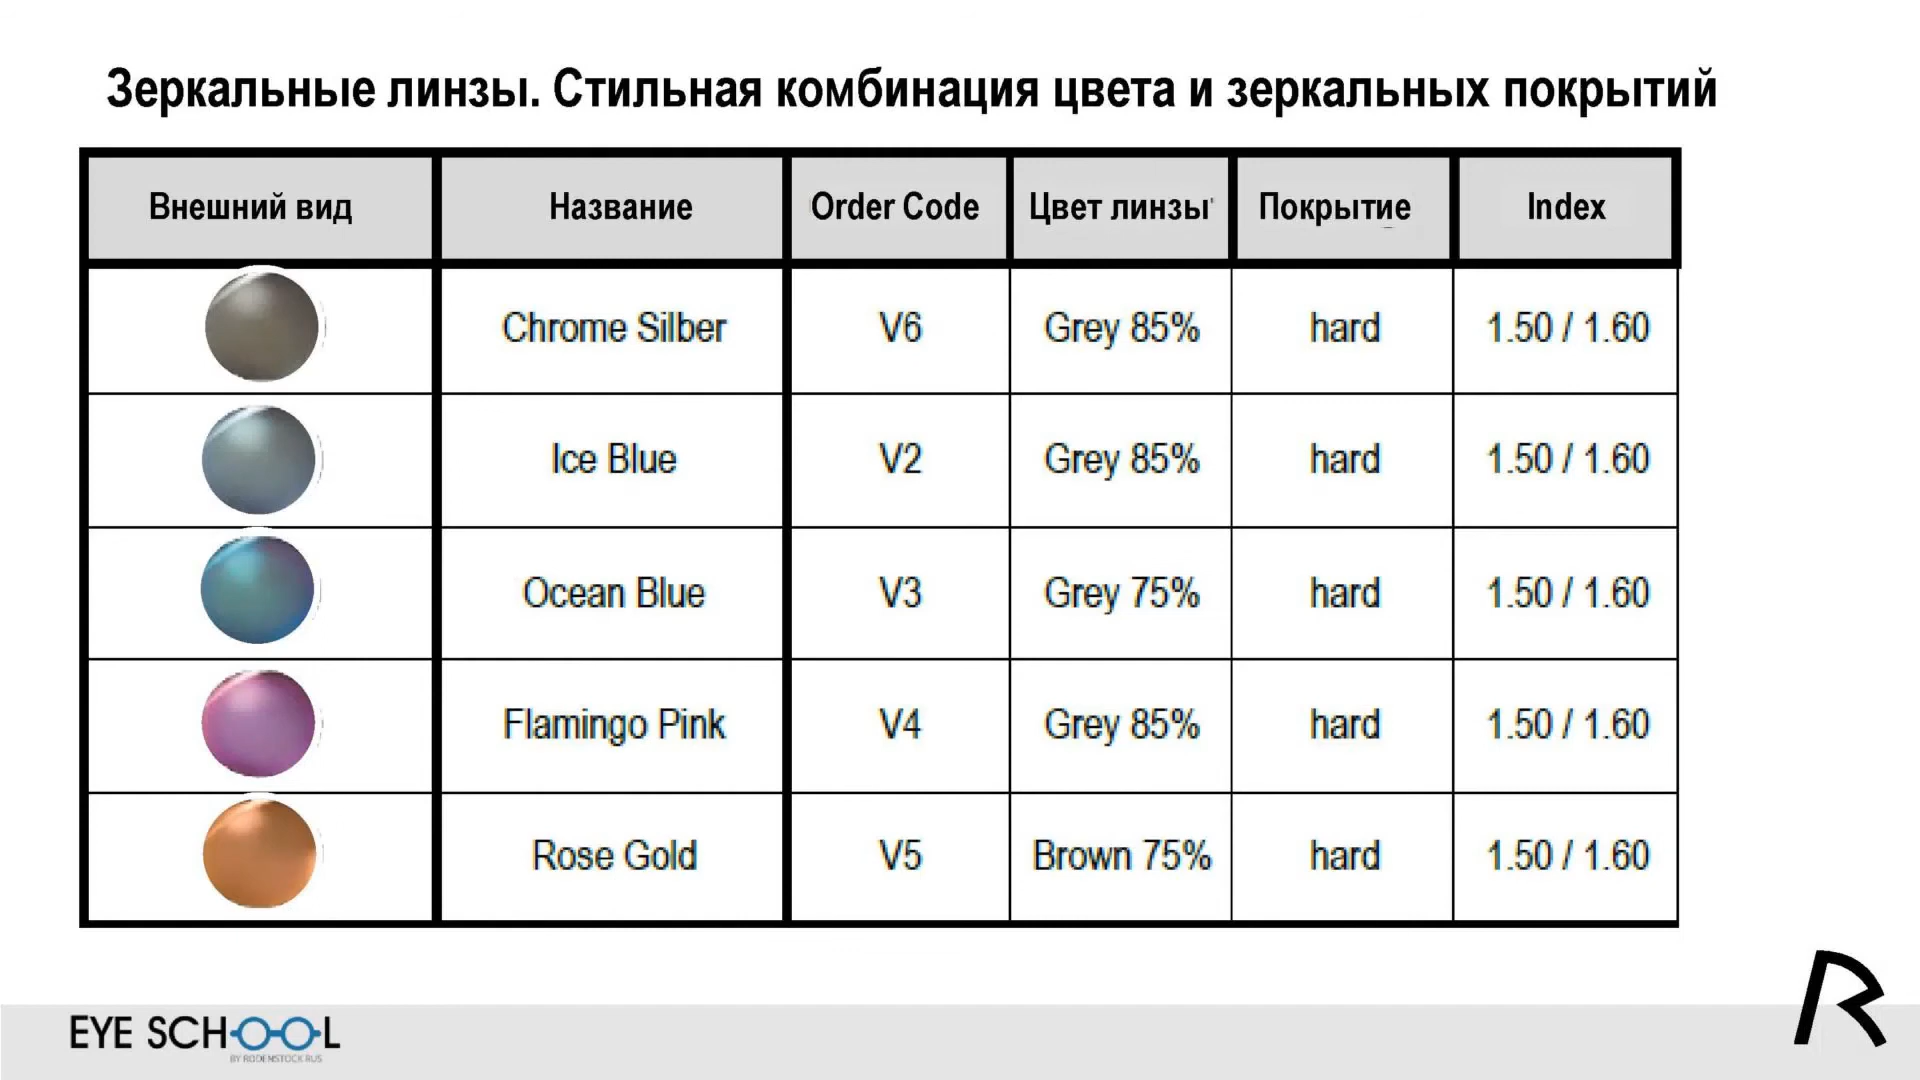 Зеркальные линзы. Стильная комбинация цвета и зеркальных покрытий
Внешний вид Название Order Code Цвет линзы Покрытие Index
Chrome Silber V6 Grey 85% hard 1.50 / 1.60
Ice Blue V2 Grey 85% hard 1.50 / 1.60
Ocean Blue V3 Grey 75% hard 1.50 / 1.60
Flamingo Pink V4 Grey 85% hard 1.50 / 1.60
Rose Gold V5 Brown 75% hard 1.50 / 1.60
EYE SCHOOL
BY RODENSTOCK RUS
R